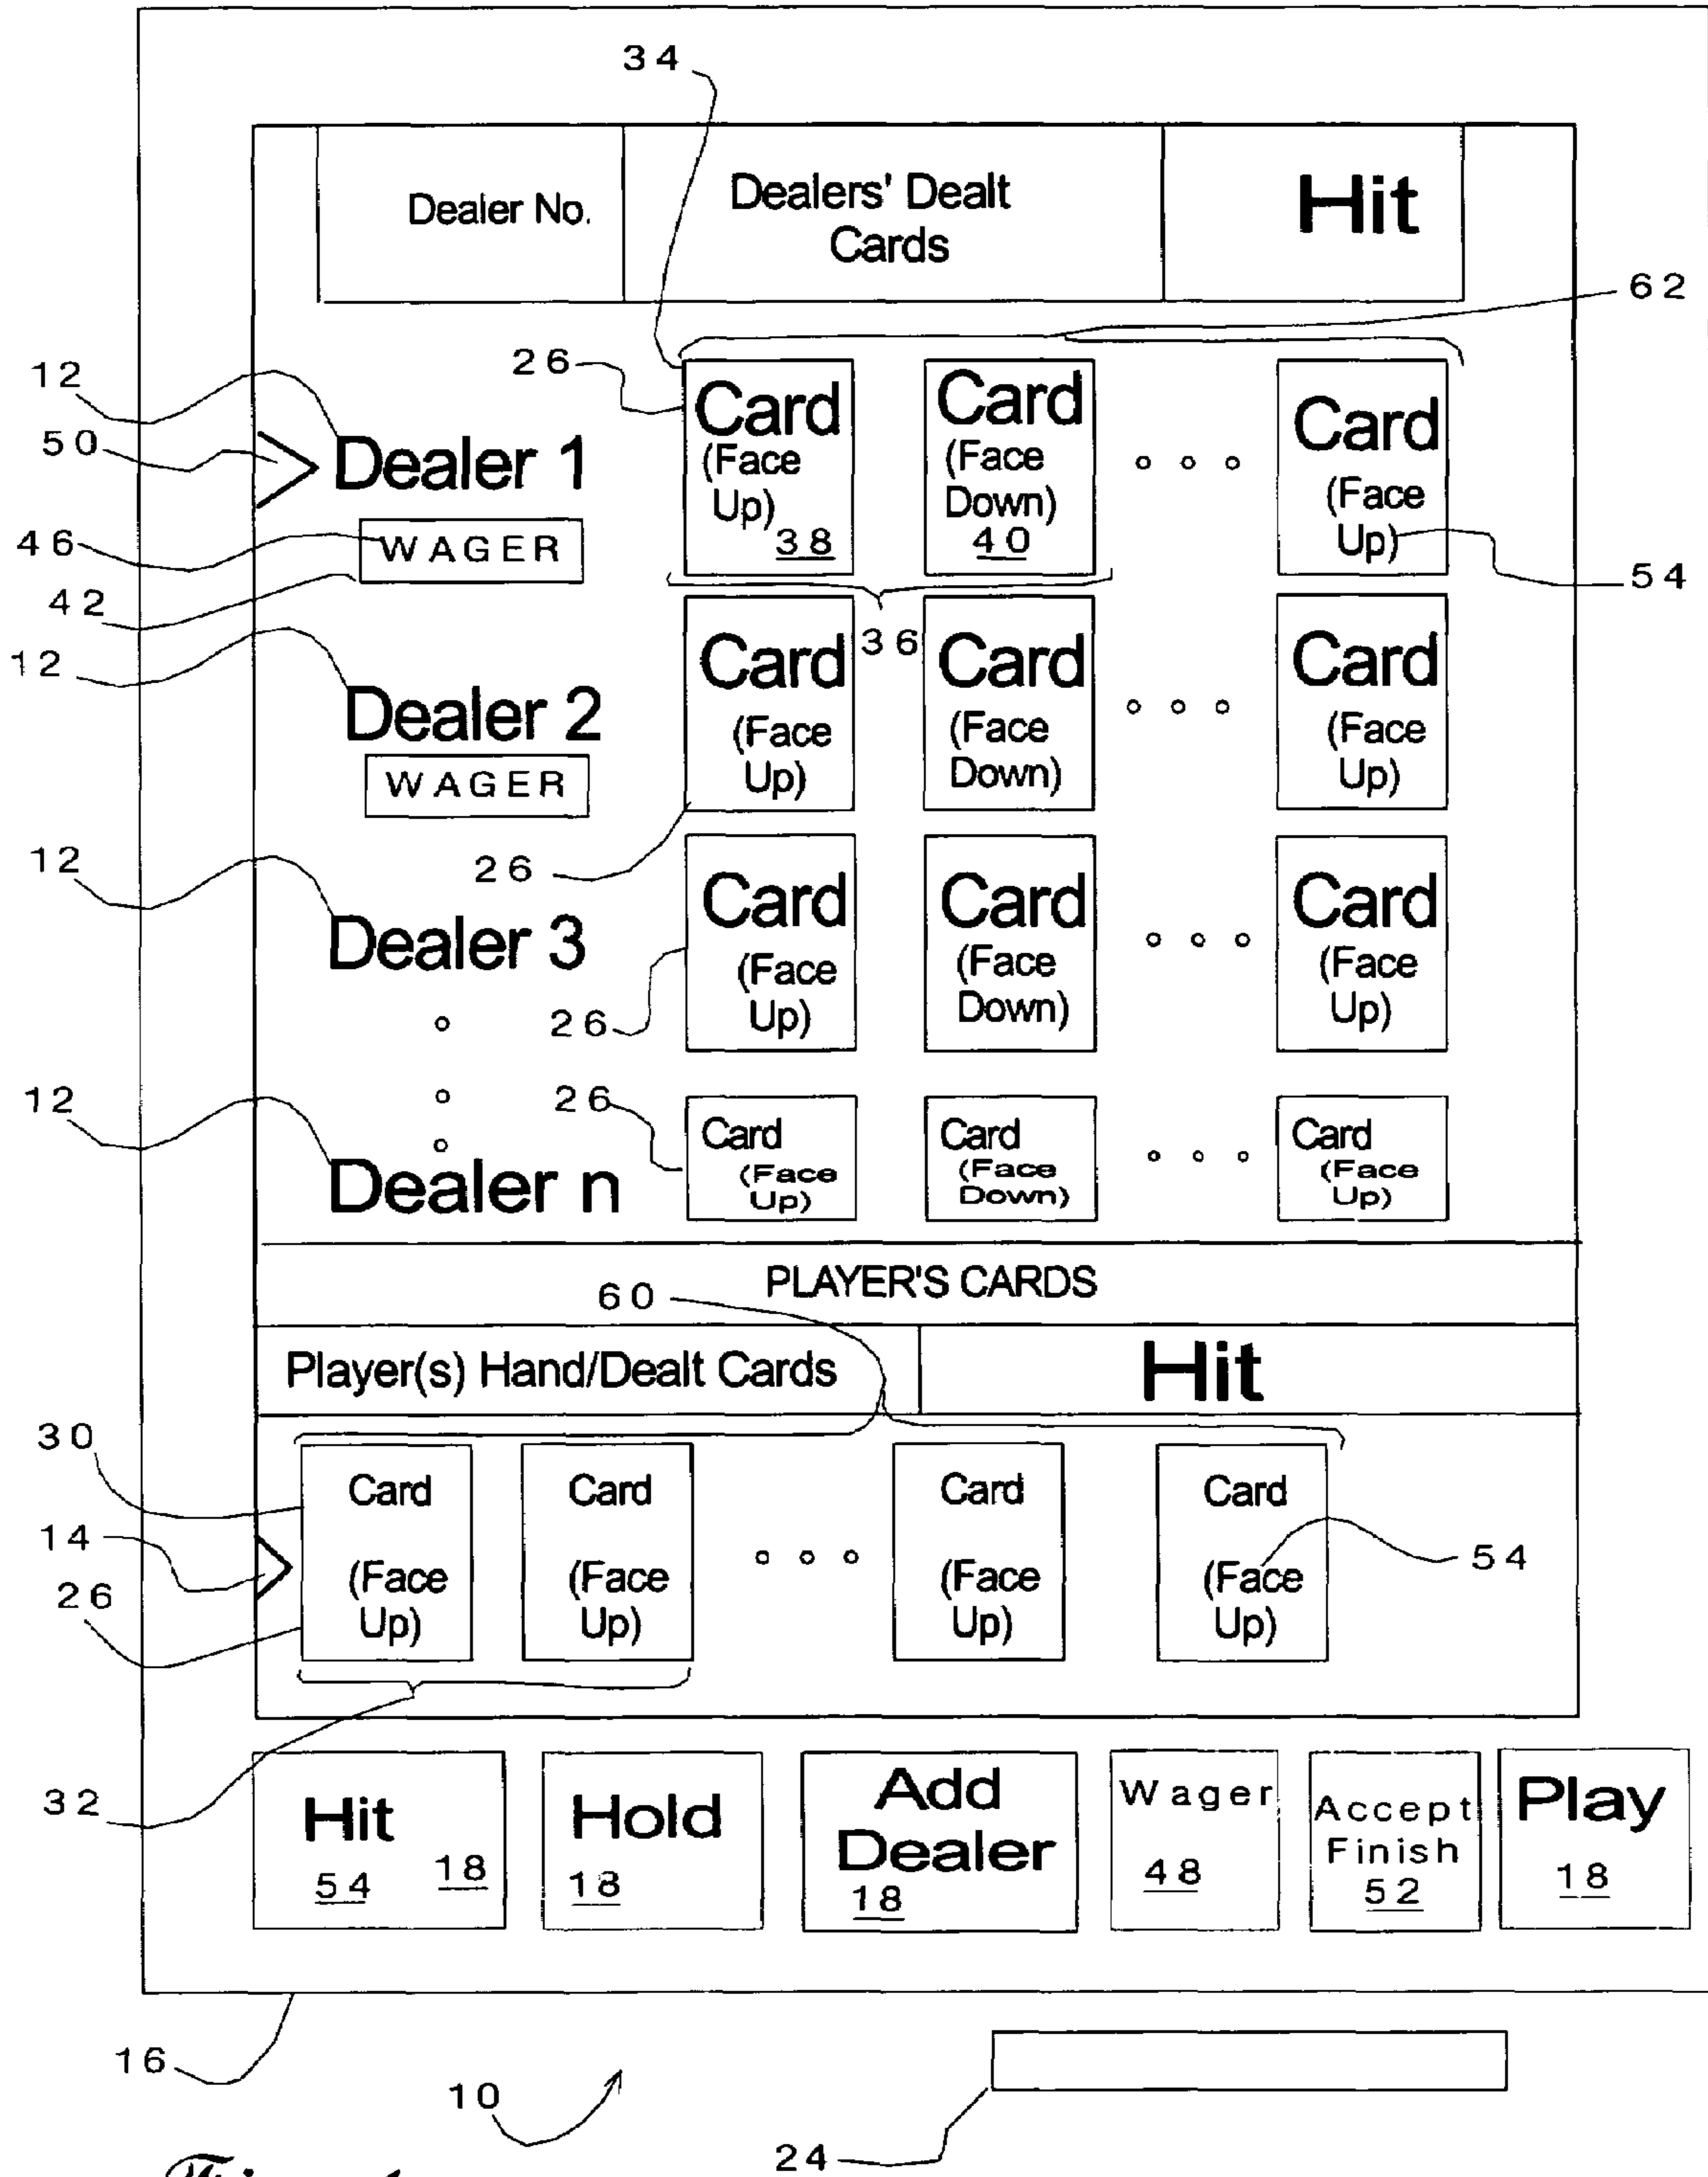 34
Dealer No.
Dealers' Dealt
Cards
Hit
62
12
50
Dealer 1
26
Card
(Face
Up)
38
Card
(Face
Down)
40
Card
(Face
Up)
54
46
WAGER
42
36
12
Dealer 2
WAGER
26
Card
(Face
Up)
Card
(Face
Down)
Card
(Face
Up)
12
Dealer 3
26
Card
(Face
Up)
Card
(Face
Down)
Card
(Face
Up)
12
Dealer n
26
Card
(Face
Up)
Card
(Face
Down)
Card
(Face
Up)
PLAYER'S CARDS
60
Player(s) Hand/Dealt Cards
Hit
30
14
26
Card
(Face
Up)
Card
(Face
Up)
Card
(Face
Up)
Card
(Face
Up)
54
32
Hit
54 18
Hold
18
Add
Dealer
18
Wager
48
Accept
Finish
52
Play
18
16
10
24